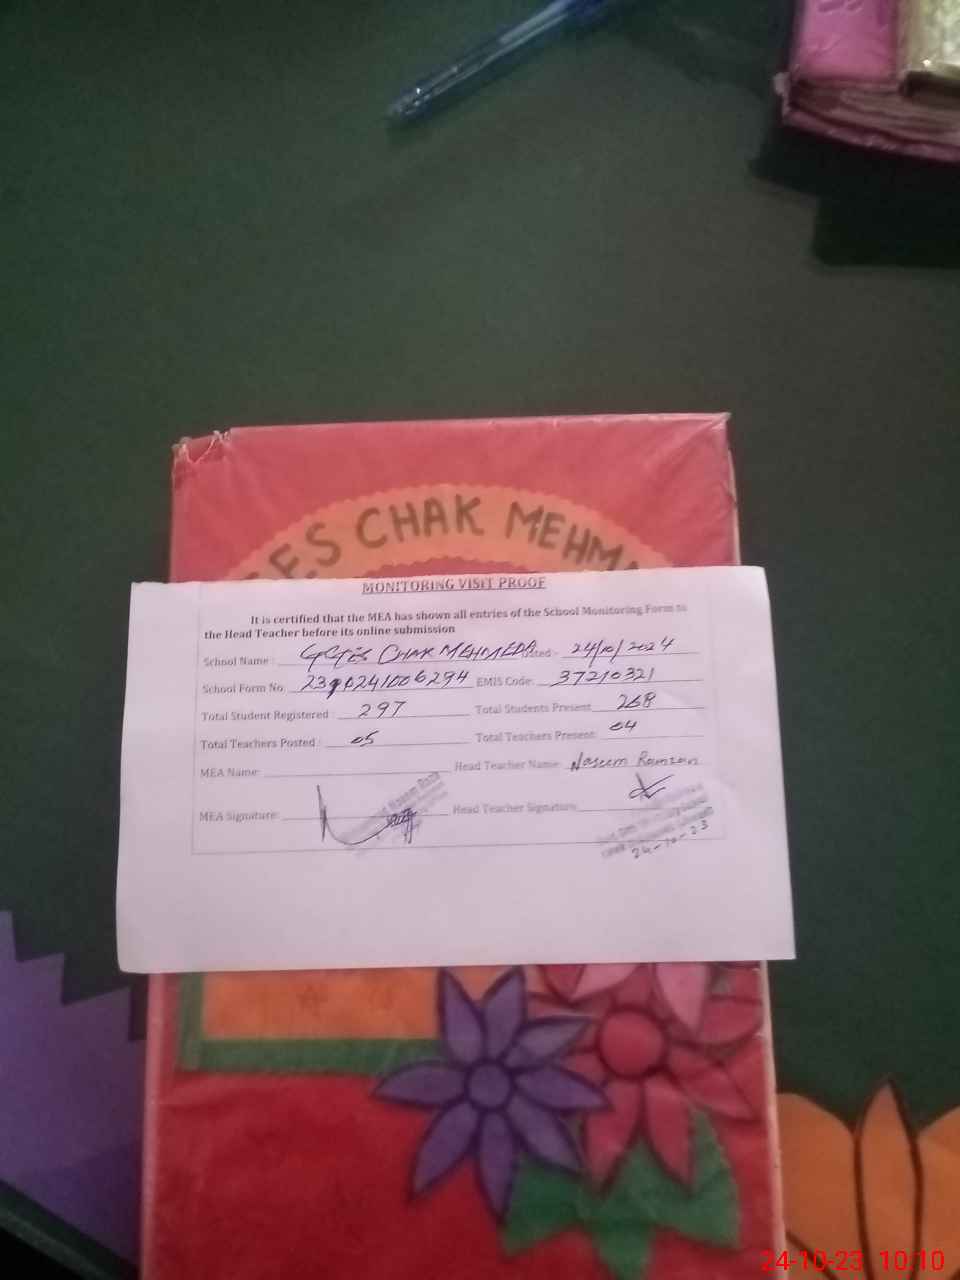 CHAK MEHM
MONITORING VISIT PROOF
It is certified that the MEA has shown all entries of the School Monitoring Form to
the Head Teacher before its online submission
School Name : CHAK MEHMEDA Dated:- 24/10/2024
School Form No. EMIS Code: 37210321
Total Student Registered : 297 Total Students Present 268
Total Teachers Posted : 05 Total Teachers Present: 04
MEA Name: Head Teacher Name: Naseem Ramzan
MEA Signature: Head Teacher Signature
24-10-23
24-10-23 10:10